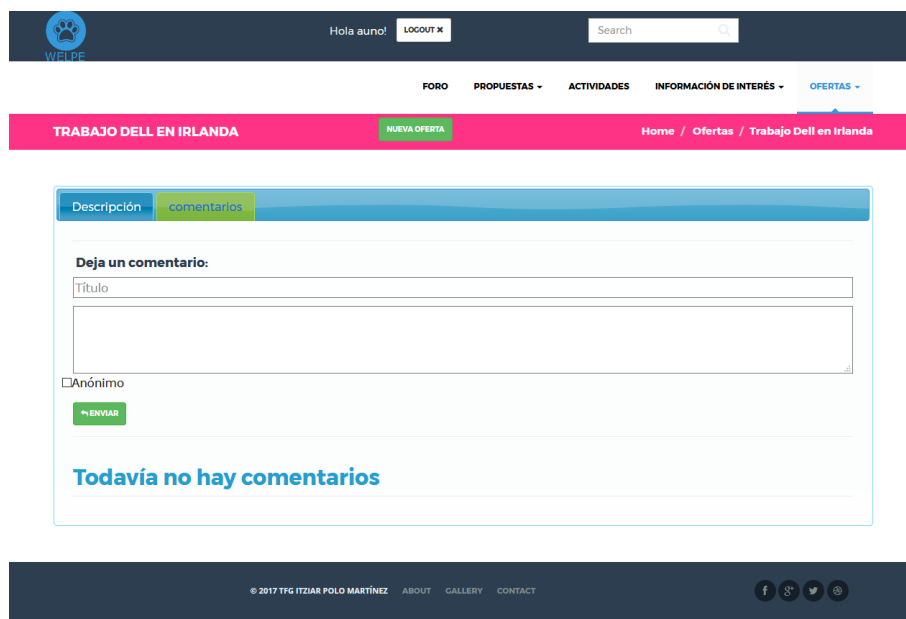 WELPE
Hola auno! LOGOUT ✖ Search
FORO PROPUESTAS ACTIVIDADES INFORMACIÓN DE INTERÉS OFERTAS
TRABAJO DELL EN IRLANDA NUEVA OFERTA Home / Ofertas / Trabajo Dell en Irlanda
Descripción comentarios
Deja un comentario:
Título
Anónimo
ENVIAR
Todavía no hay comentarios
© 2017 TFG ITZIAR POLO MARTÍNEZ ABOUT GALLERY CONTACT